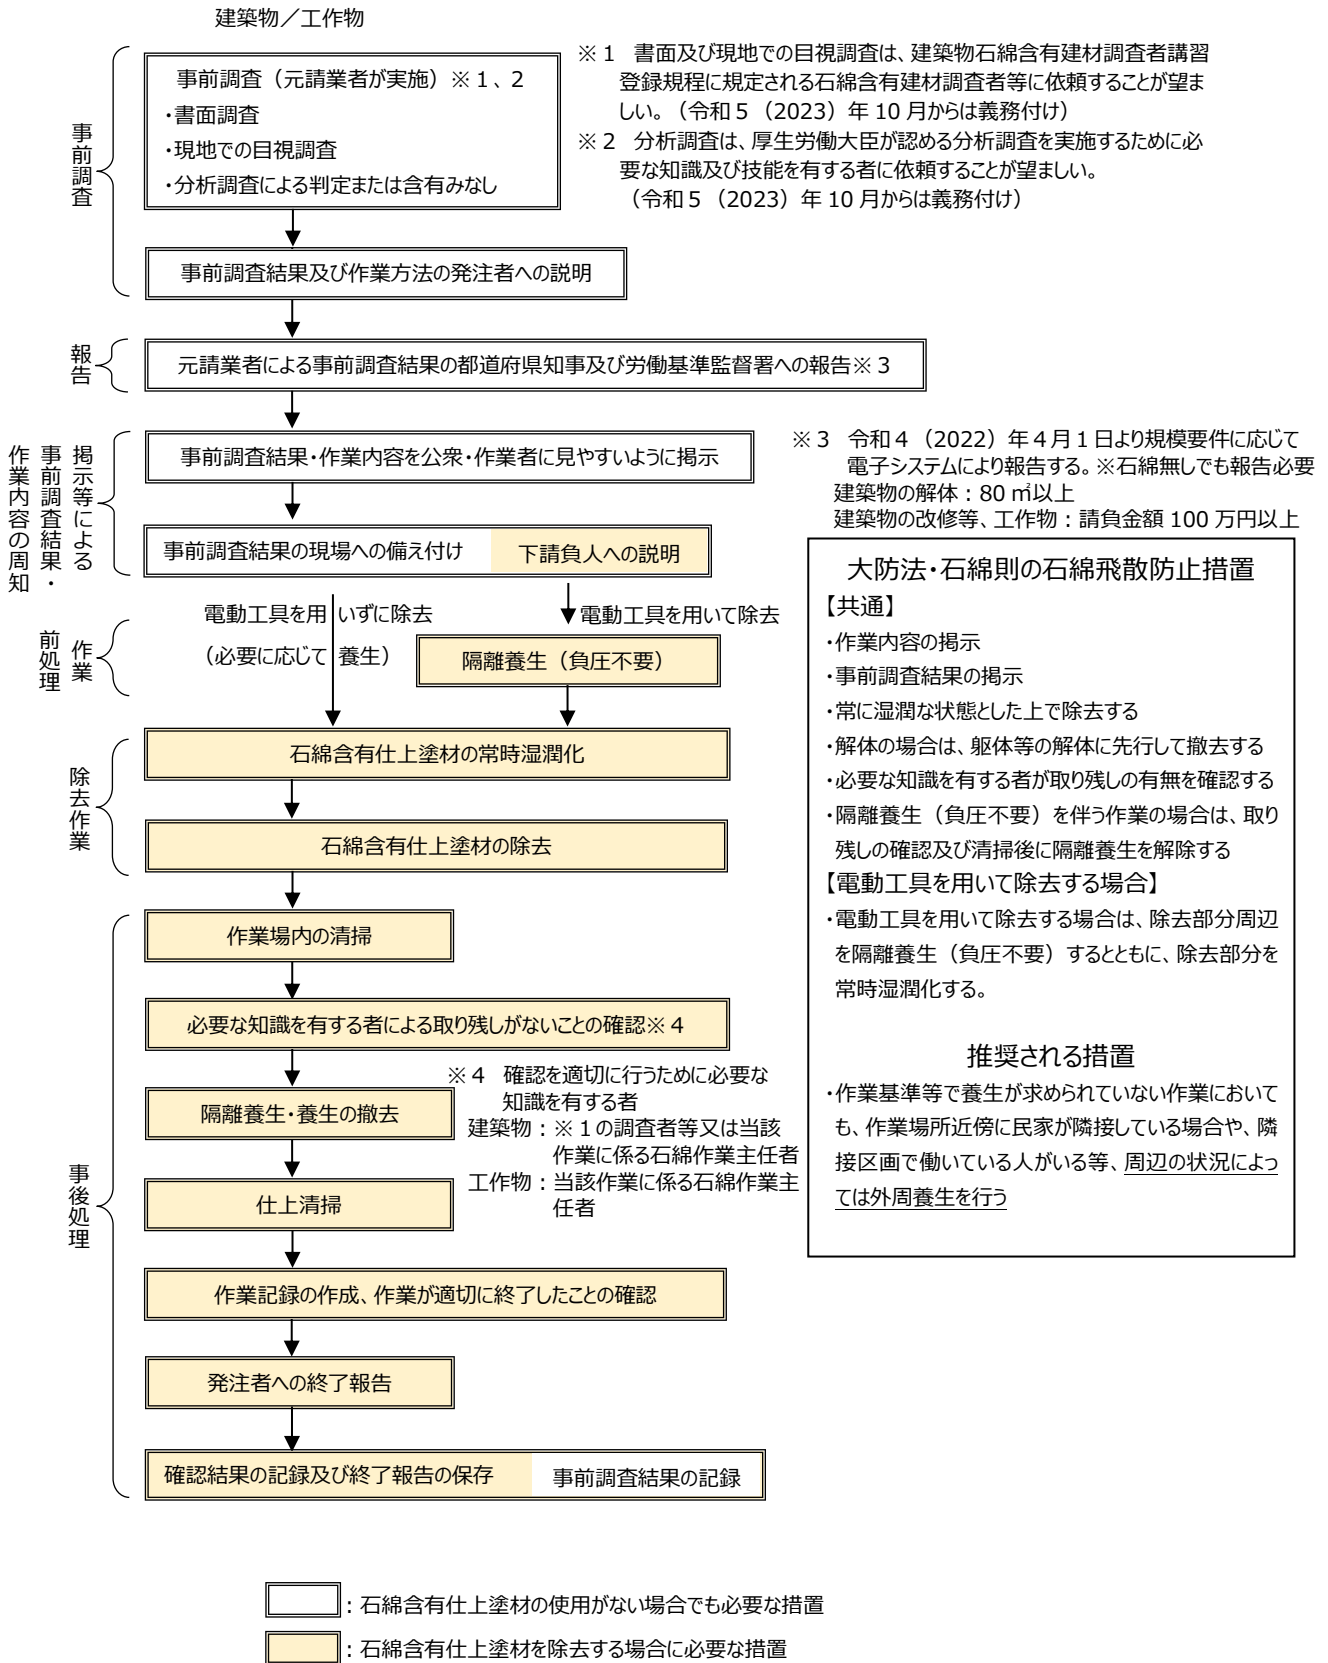 建築物／工作物
事前調査
事前調査（元請業者が実施）※１、２
・書面調査
・現地での目視調査
・分析調査による判定または含有みなし
※１　書面及び現地での目視調査は、建築物石綿含有建材調査者講習
登録規程に規定される石綿含有建材調査者等に依頼することが望ま
しい。（令和５（2023）年 10 月からは義務付け）
※２　分析調査は、厚生労働大臣が認める分析調査を実施するために必
要な知識及び技能を有する者に依頼することが望ましい。
（令和５（2023）年 10 月からは義務付け）
事前調査結果及び作業方法の発注者への説明
報告
元請業者による事前調査結果の都道府県知事及び労働基準監督署への報告※３
掲示等による
事前調査結果・
作業内容の周知
事前調査結果・作業内容を公衆・作業者に見やすいように掲示
※３　令和４（2022）年４月１日より規模要件に応じて
電子システムにより報告する。※石綿無しでも報告必要
建築物の解体：80 ㎡以上
建築物の改修等、工作物：請負金額 100 万円以上
事前調査結果の現場への備え付け　下請負人への説明
作業
前処理
電動工具を用いずに除去
（必要に応じて養生）
電動工具を用いて除去
隔離養生（負圧不要）
除去作業
石綿含有仕上塗材の常時湿潤化
石綿含有仕上塗材の除去
事後処理
作業場内の清掃
必要な知識を有する者による取り残しがないことの確認※４
※４　確認を適切に行うために必要な
知識を有する者
建築物：※１の調査者等又は当該
作業に係る石綿作業主任者
工作物：当該作業に係る石綿作業主
任者
隔離養生・養生の撤去
仕上清掃
作業記録の作成、作業が適切に終了したことの確認
発注者への終了報告
確認結果の記録及び終了報告の保存　事前調査結果の記録
大防法・石綿則の石綿飛散防止措置
【共通】
・作業内容の掲示
・事前調査結果の掲示
・常に湿潤な状態とした上で除去する
・解体の場合は、躯体等の解体に先行して撤去する
・必要な知識を有する者が取り残しの有無を確認する
・隔離養生（負圧不要）を伴う作業の場合は、取り
残しの確認及び清掃後に隔離養生を解除する
【電動工具を用いて除去する場合】
・電動工具を用いて除去する場合は、除去部分周辺
を隔離養生（負圧不要）するとともに、除去部分を
常時湿潤化する。
推奨される措置
・作業基準等で養生が求められていない作業において
も、作業場所近傍に民家が隣接している場合や、隣
接区画で働いている人がいる等、周辺の状況によっ
ては外周養生を行う
：石綿含有仕上塗材の使用がない場合でも必要な措置
：石綿含有仕上塗材を除去する場合に必要な措置